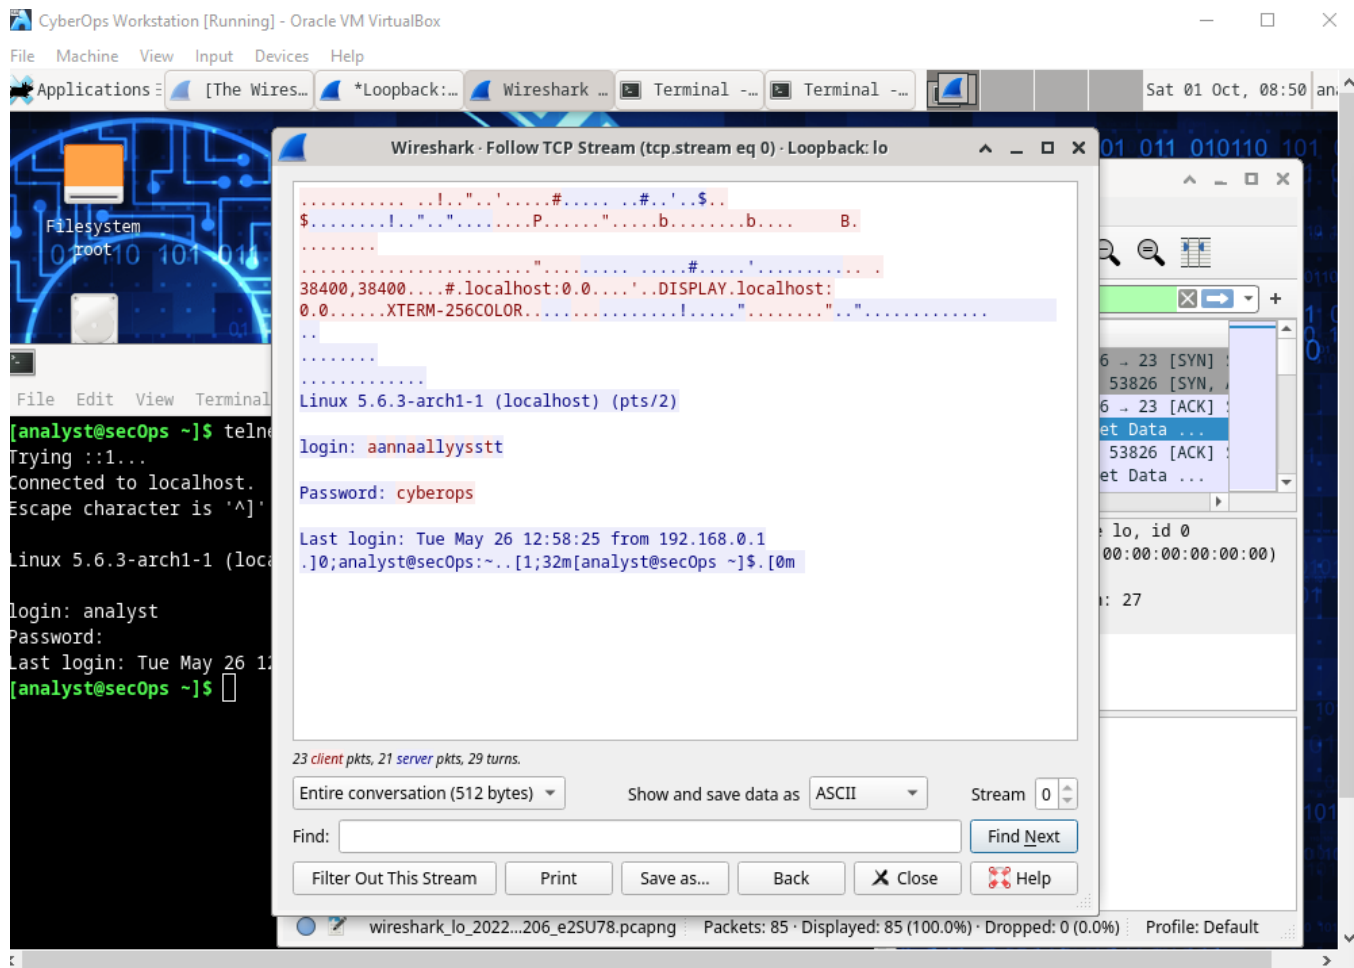 CyberOps Workstation [Running] - Oracle VM VirtualBox
File Machine View Input Devices Help
Applications [The Wires... *Loopback:... Wireshark ... Terminal -... Terminal -... Sat 01 Oct, 08:50 ana
Wireshark · Follow TCP Stream (tcp.stream eq 0) · Loopback: lo
01 011 010110 101
Filesystem
root
........... ..!.."..'.....#..... ..#..'..$..
$........!.."..".........P......".....b........b.... B.
........
........................".......... .....#.....'........... .
38400,38400....#.localhost:0.0....'..DISPLAY.localhost:
0.0......XTERM-256COLOR..................!....."........".."..............
..
........
.............
Linux 5.6.3-arch1-1 (localhost) (pts/2)
login: aannaallyysstt
Password: cyberops
Last login: Tue May 26 12:58:25 from 192.168.0.1
.]0;analyst@secOps:~..[1;32m[analyst@secOps ~]$.[0m
23 client pkts, 21 server pkts, 29 turns.
Entire conversation (512 bytes) Show and save data as ASCII Stream 0
Find: Find Next
Filter Out This Stream Print Save as... Back Close Help
File Edit View Terminal
[analyst@secOps ~]$ telne
Trying ::1...
Connected to localhost.
Escape character is '^]'
Linux 5.6.3-arch1-1 (loca
login: analyst
Password:
Last login: Tue May 26 12
[analyst@secOps ~]$
6 → 23 [SYN]
53826 [SYN,
6 → 23 [ACK]
et Data ...
53826 [ACK]
et Data ...
lo, id 0
00:00:00:00:00:00)
: 27
wireshark_lo_2022...206_e2SU78.pcapng Packets: 85 · Displayed: 85 (100.0%) · Dropped: 0 (0.0%) Profile: Default